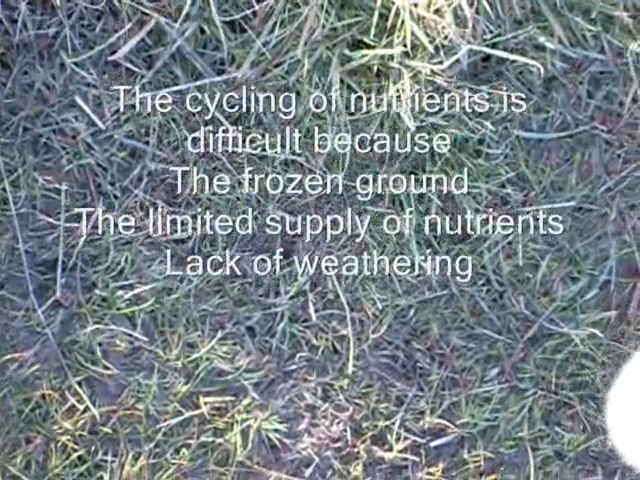 The cycling of nutrients is
difficult because
The frozen ground
The limited supply of nutrients
Lack of weathering